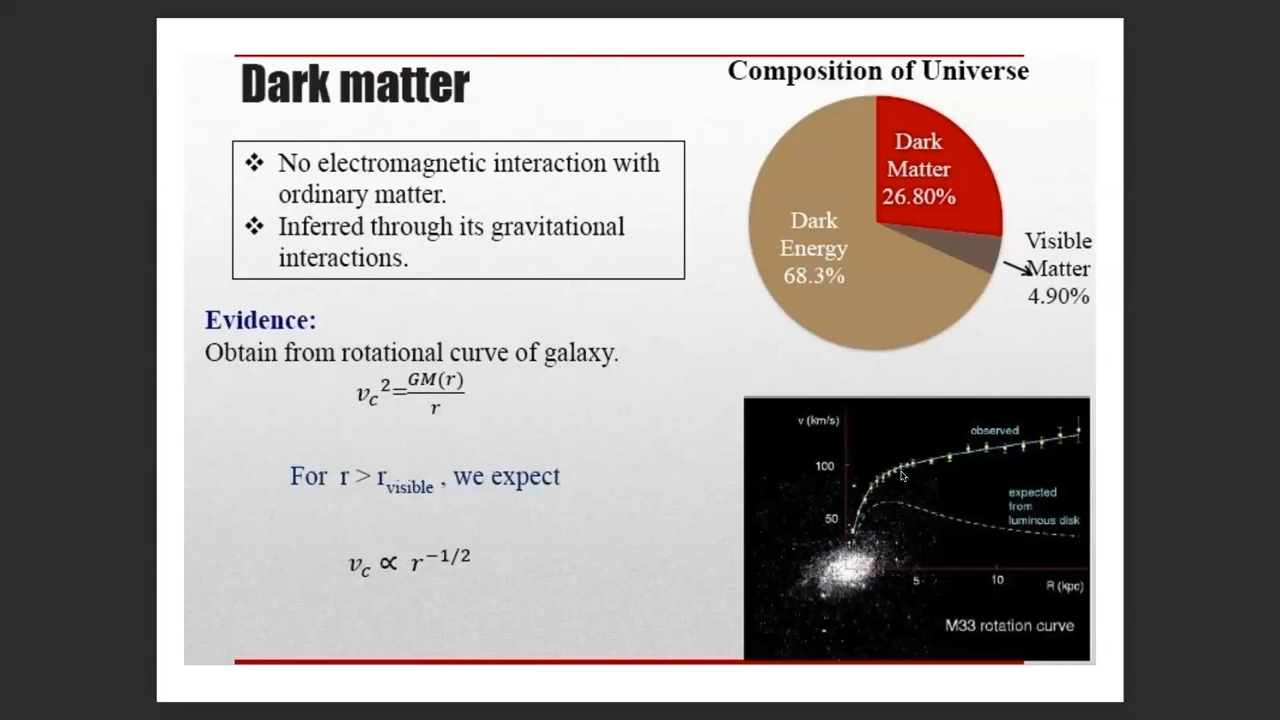 Dark matter
❖ No electromagnetic interaction with
ordinary matter.
❖ Inferred through its gravitational
interactions.
Evidence:
Obtain from rotational curve of galaxy.
v_c²=GM(r)/r
For r > r_visible , we expect
v_c ∝ r^{-1/2}
Composition of Universe
Dark
Matter
26.80%
Dark
Energy
68.3%
Visible
Matter
4.90%
v (km/s)
observed
100
expected
from
luminous disk
50
5
10
R (kpc)
M33 rotation curve